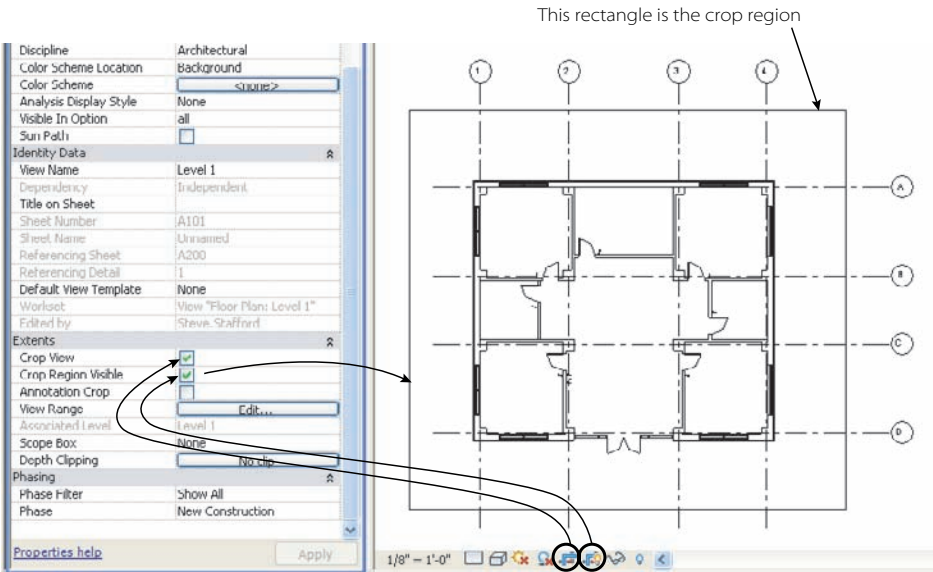 This rectangle is the crop region
Discipline Architectural
Color Scheme Location Background
Color Scheme <none>
Analysis Display Style None
Visible In Option all
Sun Path
Identity Data
View Name Level 1
Dependency Independent
Title on Sheet
Sheet Number A101
Sheet Name Unnamed
Referencing Sheet A200
Referencing Detail 1
Default View Template None
Workset View "Floor Plan: Level 1"
Edited by Steve.Stafford
Extents
Crop View
Crop Region Visible
Annotation Crop
View Range Edit...
Associated Level Level 1
Scope Box None
Depth Clipping No clip
Phasing
Phase Filter Show All
Phase New Construction
Properties help Apply
1 2 3 4
A
B
C
D
1/8" = 1'-0"